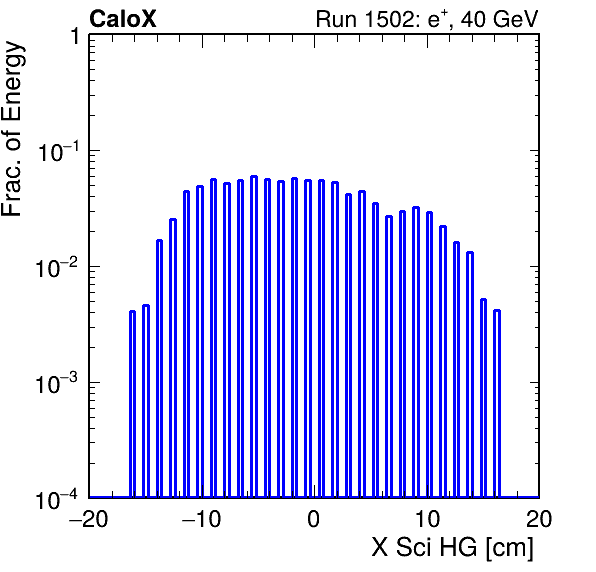 CaloX Run 1502: e⁺, 40 GeV
Frac. of Energy
1
10⁻¹
10⁻²
10⁻³
10⁻⁴
−20 −10 0 10 20
X Sci HG [cm]